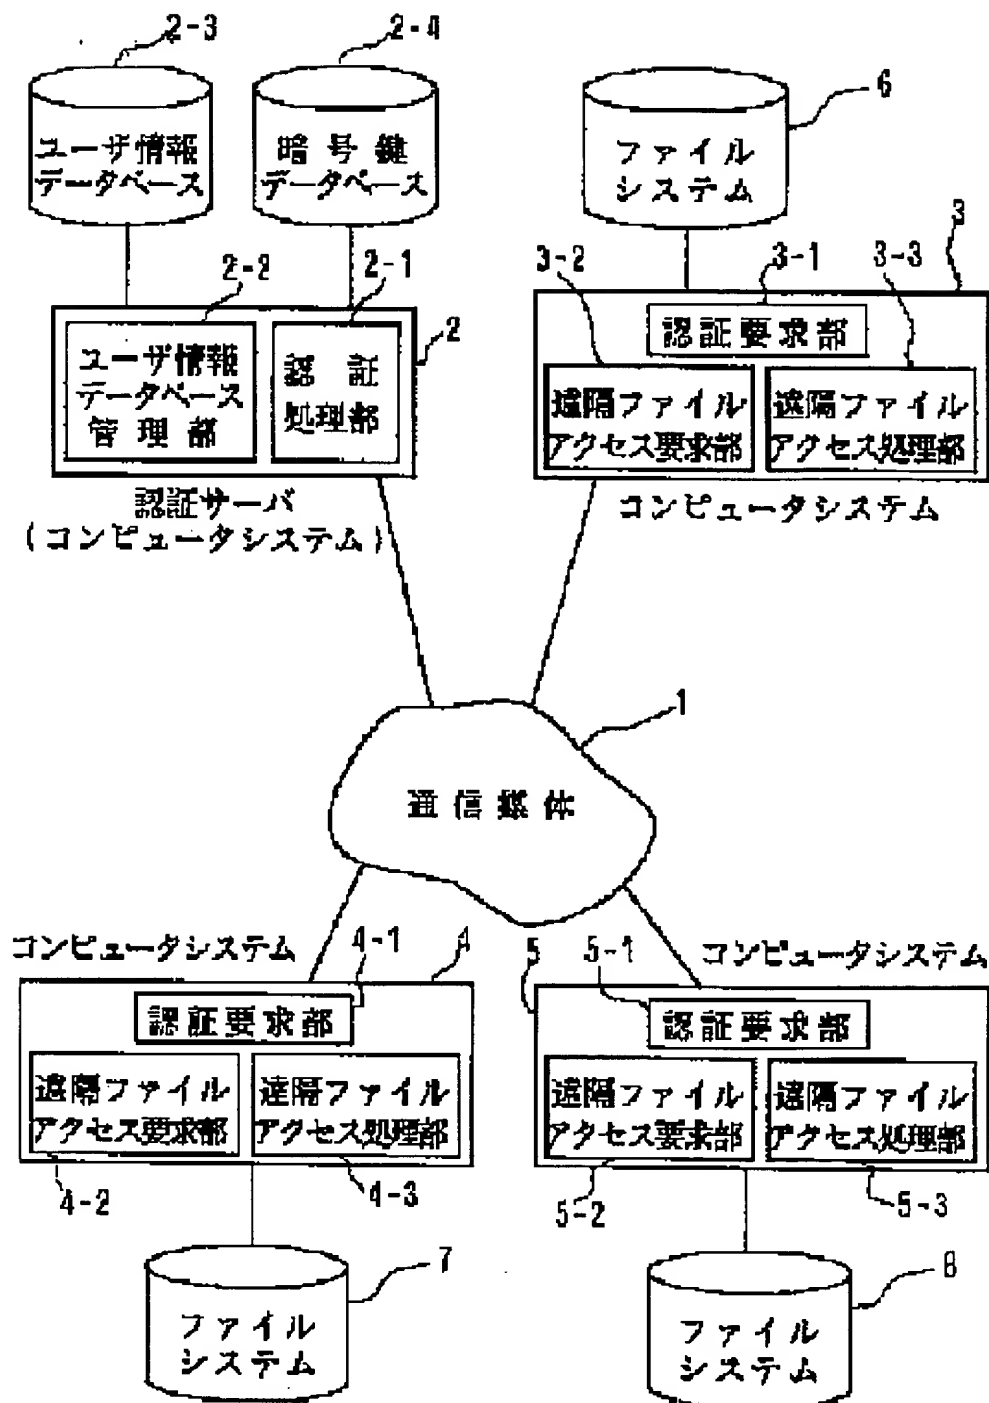 2-3
2-4
6
ユーザ情報
データベース
暗号鍵
データベース
ファイル
システム
2-2
2-1
2
3-2
3-1
3-3
3
ユーザ情報
データベース
管理部
認証
処理部
認証要求部
遠隔ファイル
アクセス要求部
遠隔ファイル
アクセス処理部
認証サーバ
(コンピュータシステム)
コンピュータシステム
1
通信媒体
コンピュータシステム
4-1
4
5
5-1
コンピュータシステム
認証要求部
遠隔ファイル
アクセス要求部
遠隔ファイル
アクセス処理部
認証要求部
遠隔ファイル
アクセス要求部
遠隔ファイル
アクセス処理部
4-2
4-3
5-2
5-3
7
8
ファイル
システム
ファイル
システム